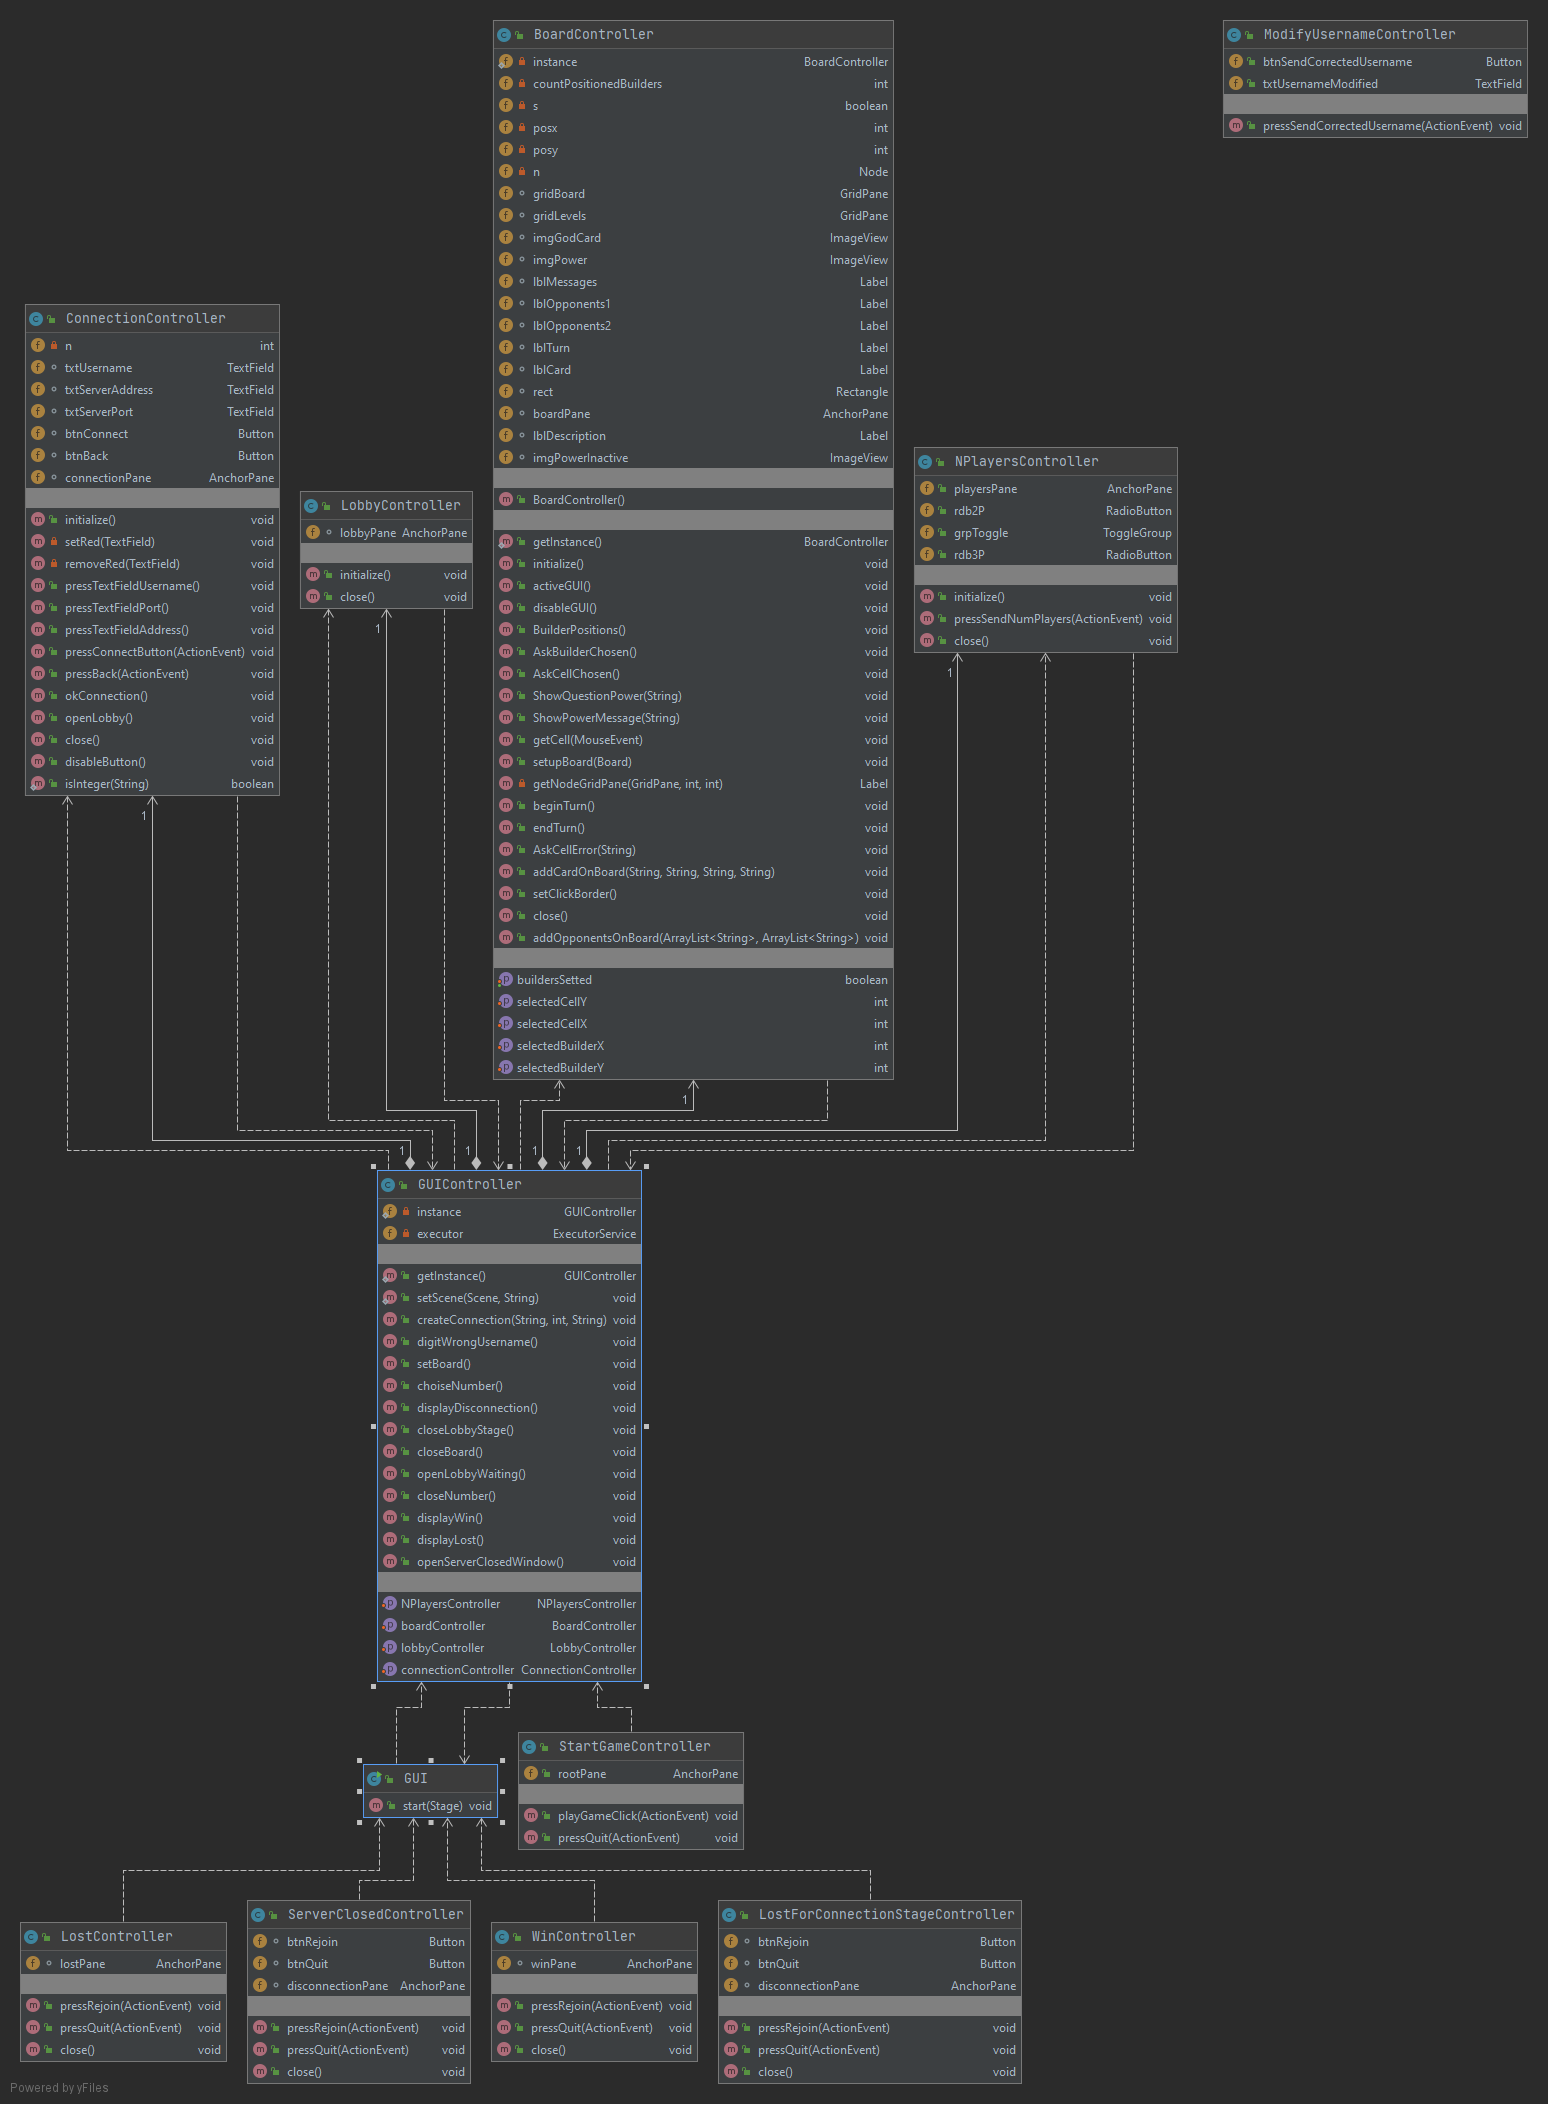 BoardController
instance BoardController
countPositionedBuilders int
s boolean
posx int
posy int
n Node
gridBoard GridPane
gridLevels GridPane
imgGodCard ImageView
imgPower ImageView
lblMessages Label
lblOpponents1 Label
lblOpponents2 Label
lblTurn Label
lblCard Label
rect Rectangle
boardPane AnchorPane
lblDescription Label
imgPowerInactive ImageView
BoardController()
getInstance() BoardController
initialize() void
activeGUI() void
disableGUI() void
BuilderPositions() void
AskBuilderChosen() void
AskCellChosen() void
ShowQuestionPower(String) void
ShowPowerMessage(String) void
getCell(MouseEvent) void
setupBoard(Board) void
getNodeGridPane(GridPane, int, int) Label
beginTurn() void
endTurn() void
AskCellError(String) void
addCardOnBoard(String, String, String, String) void
setClickBorder() void
close() void
addOpponentsOnBoard(ArrayList<String>, ArrayList<String>) void
buildersSetted boolean
selectedCellY int
selectedCellX int
selectedBuilderX int
selectedBuilderY int
ModifyUsernameController
btnSendCorrectedUsername Button
txtUsernameModified TextField
pressSendCorrectedUsername(ActionEvent) void
ConnectionController
n int
txtUsername TextField
txtServerAddress TextField
txtServerPort TextField
btnConnect Button
btnBack Button
connectionPane AnchorPane
initialize() void
setRed(TextField) void
removeRed(TextField) void
pressTextFieldUsername() void
pressTextFieldPort() void
pressTextFieldAddress() void
pressConnectButton(ActionEvent) void
pressBack(ActionEvent) void
okConnection() void
openLobby() void
close() void
disableButton() void
isInteger(String) boolean
LobbyController
lobbyPane AnchorPane
initialize() void
close() void
NPlayersController
playersPane AnchorPane
rdb2P RadioButton
grpToggle ToggleGroup
rdb3P RadioButton
initialize() void
pressSendNumPlayers(ActionEvent) void
close() void
1
1
1
1
1
1
1
1
GUIController
instance GUIController
executor ExecutorService
getInstance() GUIController
setScene(Scene, String) void
createConnection(String, int, String) void
digitWrongUsername() void
setBoard() void
choiseNumber() void
displayDisconnection() void
closeLobbyStage() void
closeBoard() void
openLobbyWaiting() void
closeNumber() void
displayWin() void
displayLost() void
openServerClosedWindow() void
NPlayersController NPlayersController
boardController BoardController
lobbyController LobbyController
connectionController ConnectionController
StartGameController
rootPane AnchorPane
playGameClick(ActionEvent) void
pressQuit(ActionEvent) void
GUI
start(Stage) void
LostController
lostPane AnchorPane
pressRejoin(ActionEvent) void
pressQuit(ActionEvent) void
close() void
ServerClosedController
btnRejoin Button
btnQuit Button
disconnectionPane AnchorPane
pressRejoin(ActionEvent) void
pressQuit(ActionEvent) void
close() void
WinController
winPane AnchorPane
pressRejoin(ActionEvent) void
pressQuit(ActionEvent) void
close() void
LostForConnectionStageController
btnRejoin Button
btnQuit Button
disconnectionPane AnchorPane
pressRejoin(ActionEvent) void
pressQuit(ActionEvent) void
close() void
Powered by yFiles